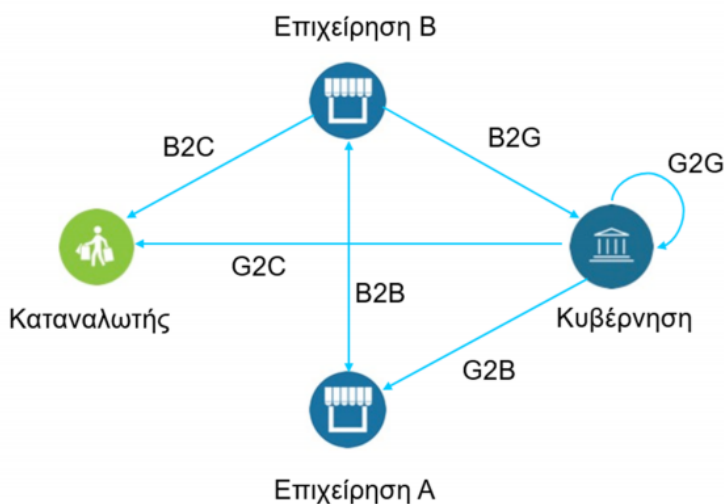 Επιχείρηση Β
B2C
B2G
G2G
G2C
B2B
Καταναλωτής
Κυβέρνηση
G2B
Επιχείρηση Α